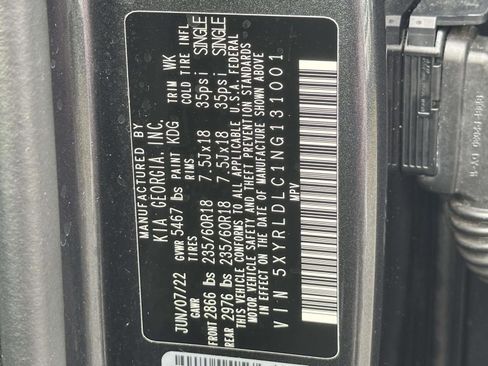 MANUFACTURED BY
KIA GEORGIA, INC.
JUN/07/22 GVWR 5467 lbs PAINT KDG TRIM WK
GAWR TIRES RIMS COLD TIRE INFL
FRONT 2866 lbs 235/60R18 7.5Jx18 35psi SINGLE
REAR 2976 lbs 235/60R18 7.5Jx18 35psi SINGLE
THIS VEHICLE CONFORMS TO ALL APPLICABLE U.S.A. FEDERAL
MOTOR VEHICLE SAFETY AND THEFT PREVENTION STANDARDS
IN EFFECT ON THE DATE OF MANUFACTURE SHOWN ABOVE
VIN 5XYRLDLC1NG131001
MPV